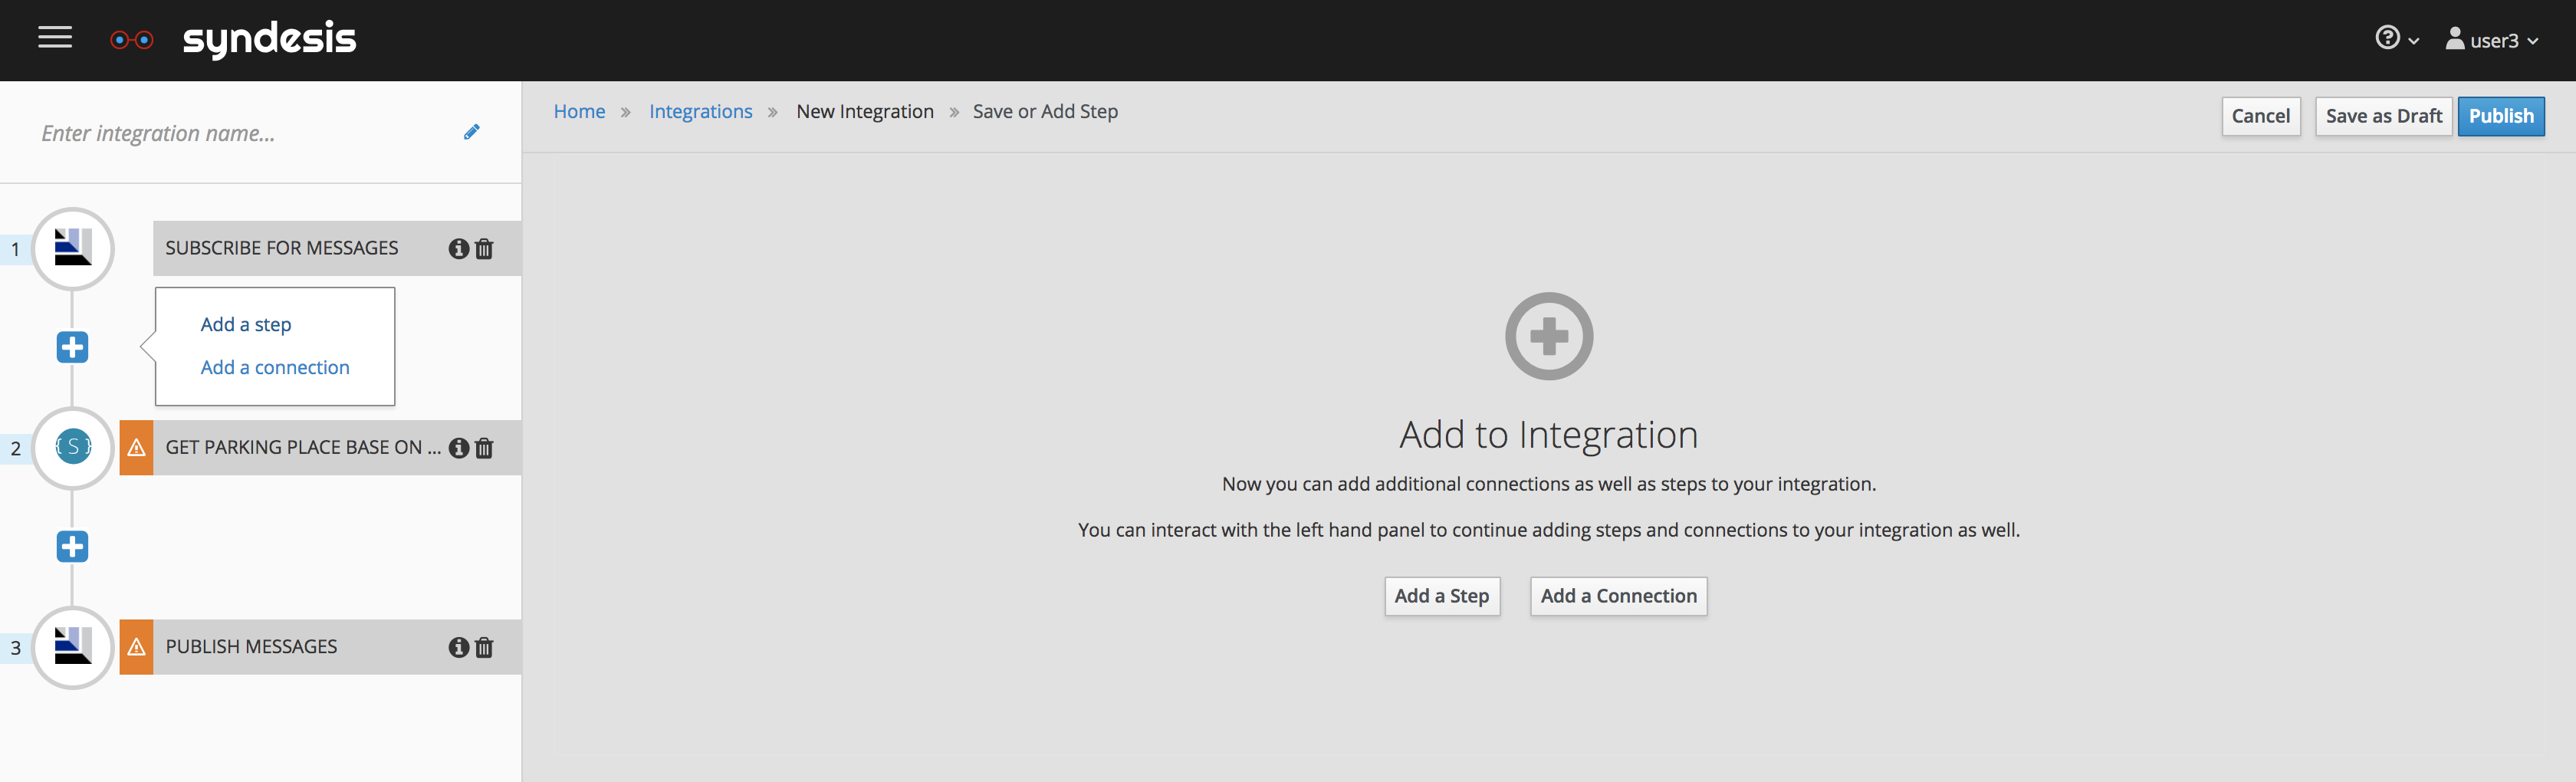 syndesis
user3
Enter integration name...
Home » Integrations » New Integration » Save or Add Step
Cancel
Save as Draft
Publish
1
SUBSCRIBE FOR MESSAGES
Add a step
Add a connection
2
{S}
GET PARKING PLACE BASE ON ...
3
PUBLISH MESSAGES
Add to Integration
Now you can add additional connections as well as steps to your integration.
You can interact with the left hand panel to continue adding steps and connections to your integration as well.
Add a Step
Add a Connection